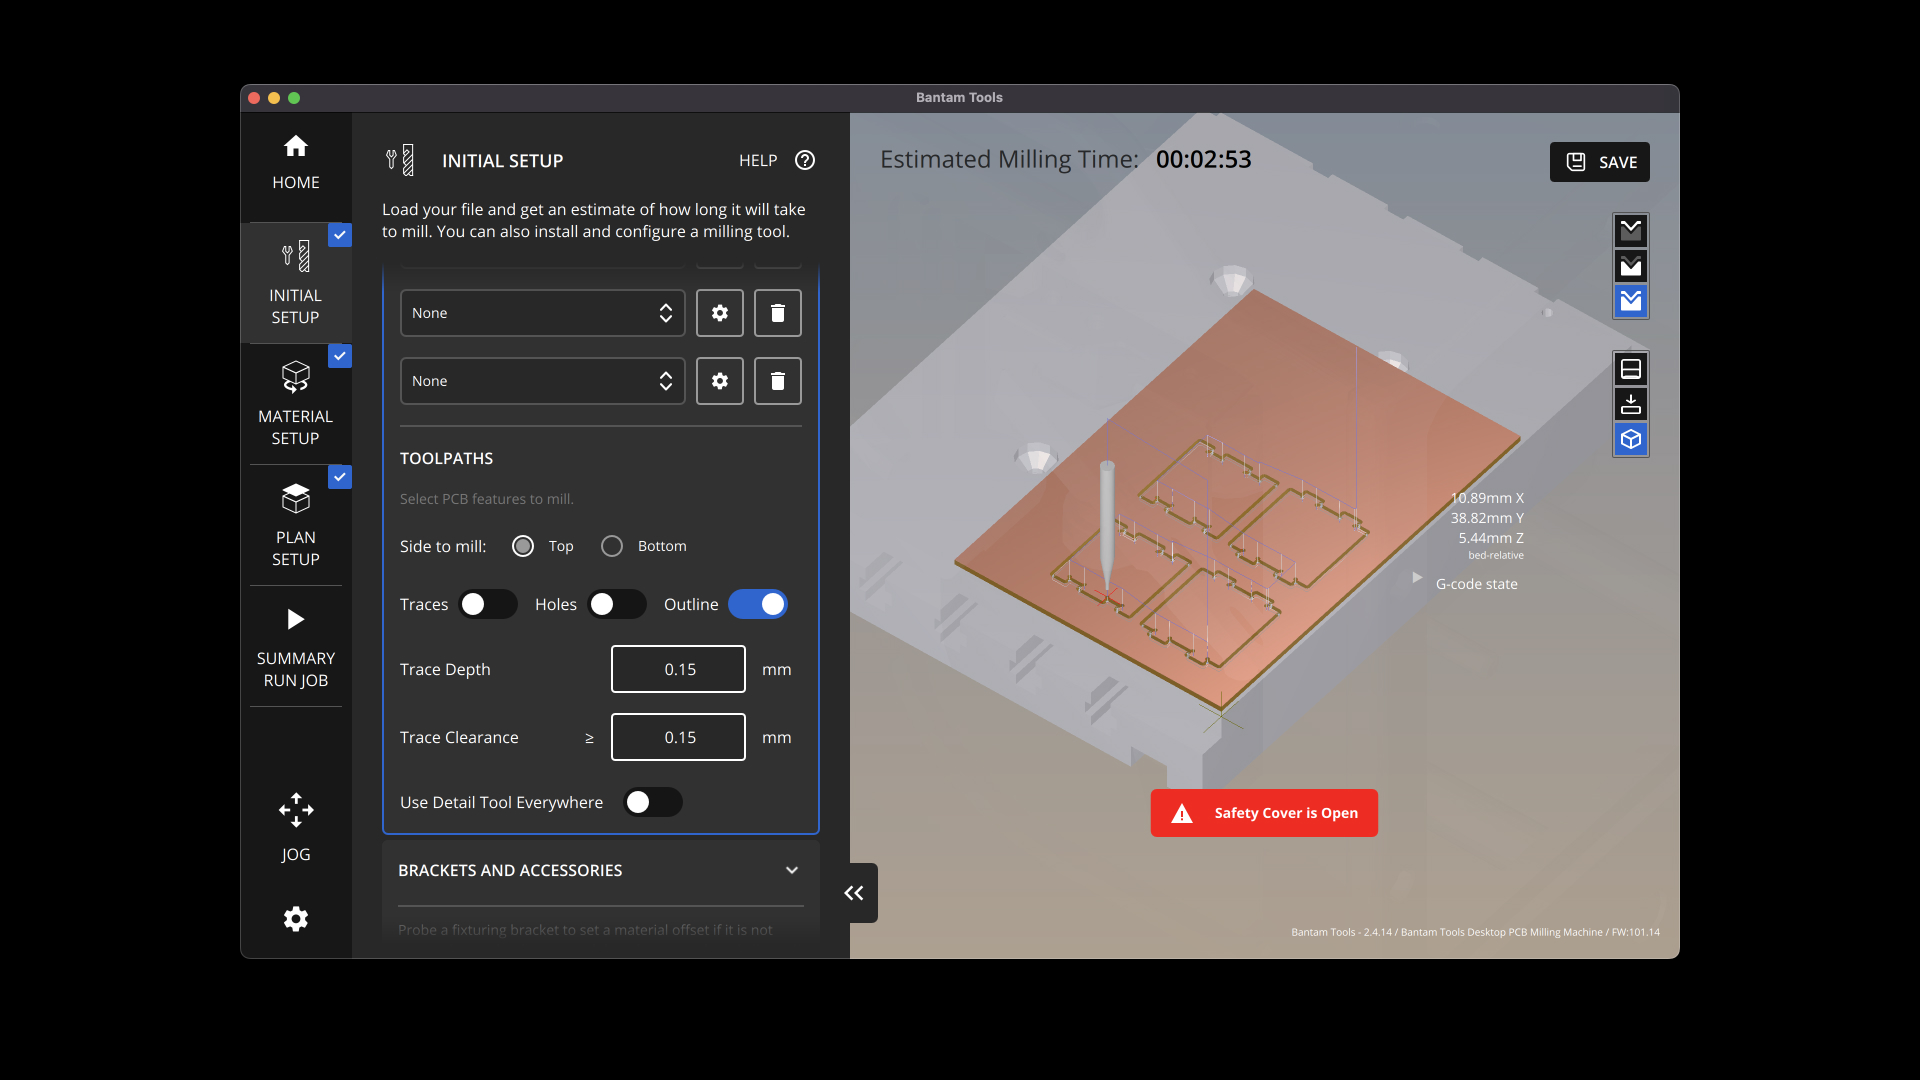 Bantam Tools
HOME
INITIAL
SETUP
MATERIAL
SETUP
PLAN
SETUP
SUMMARY
RUN JOB
JOG
INITIAL SETUP
HELP
Load your file and get an estimate of how long it will take
to mill. You can also install and configure a milling tool.
None
None
TOOLPATHS
Select PCB features to mill.
Side to mill: Top Bottom
Traces Holes Outline
Trace Depth 0.15 mm
Trace Clearance ≥ 0.15 mm
Use Detail Tool Everywhere
BRACKETS AND ACCESSORIES
Probe a fixturing bracket to set a material offset if it is not
Estimated Milling Time: 00:02:53
SAVE
10.89mm X
38.82mm Y
5.44mm Z
bed-relative
G-code state
Safety Cover is Open
Bantam Tools - 2.4.14 / Bantam Tools Desktop PCB Milling Machine / FW:101.14